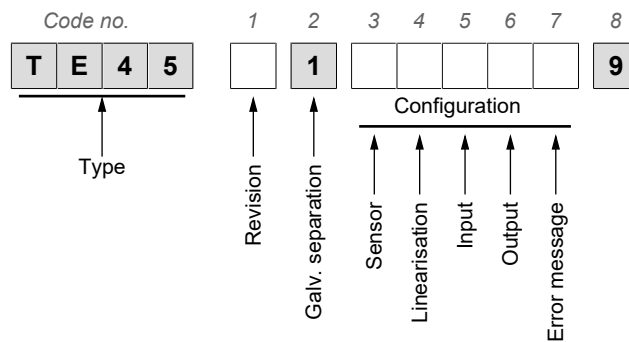 Code no. 1 2 3 4 5 6 7 8
T E 4 5 1 9
Configuration
Type
Revision
Galv. separation
Sensor
Linearisation
Input
Output
Error message